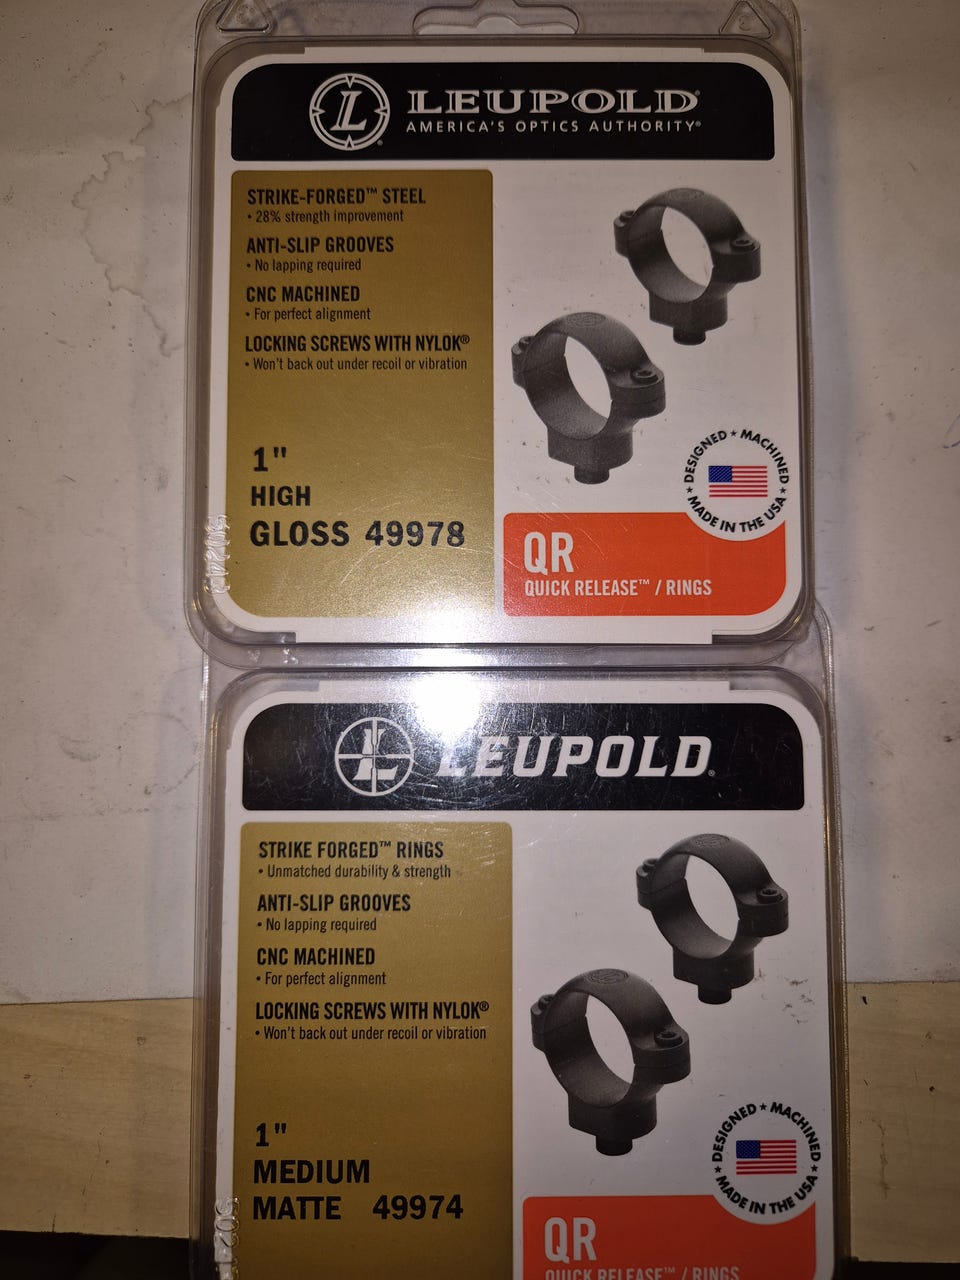 L LEUPOLD®
AMERICA'S OPTICS AUTHORITY®
STRIKE-FORGED™ STEEL
• 28% strength improvement
ANTI-SLIP GROOVES
• No lapping required
CNC MACHINED
• For perfect alignment
LOCKING SCREWS WITH NYLOK®
• Won't back out under recoil or vibration
1"
HIGH
GLOSS 49978
DESIGNED ★ MACHINED ★ MADE IN THE USA ★
QR
QUICK RELEASE™ / RINGS
L LEUPOLD®
STRIKE FORGED™ RINGS
• Unmatched durability & strength
ANTI-SLIP GROOVES
• No lapping required
CNC MACHINED
• For perfect alignment
LOCKING SCREWS WITH NYLOK®
• Won't back out under recoil or vibration
1"
MEDIUM
MATTE 49974
DESIGNED ★ MACHINED ★ MADE IN THE USA ★
QR
QUICK RELEASE™ / RINGS